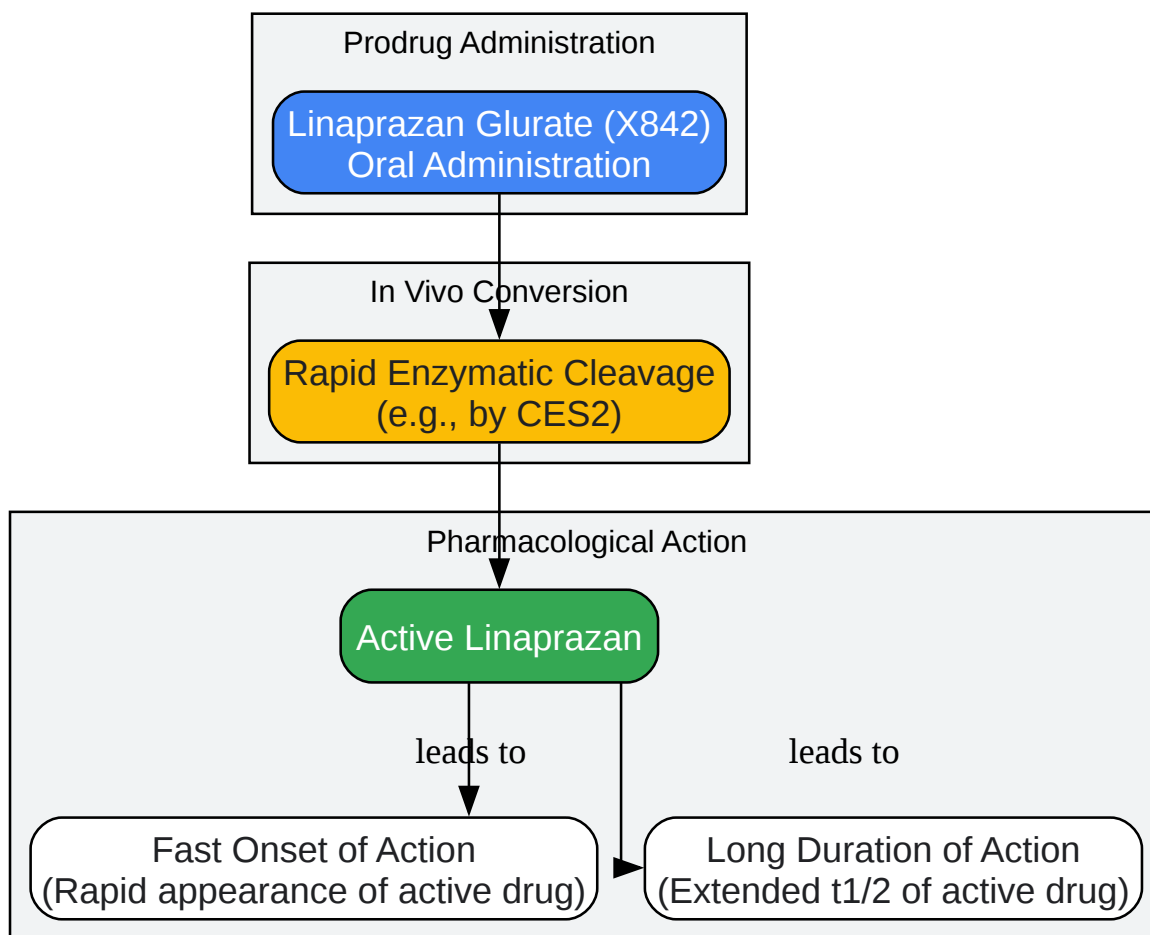 Prodrug Administration
Linaprazan Glurate (X842)
Oral Administration
In Vivo Conversion
Rapid Enzymatic Cleavage
(e.g., by CES2)
Pharmacological Action
Active Linaprazan
leads to
leads to
Fast Onset of Action
(Rapid appearance of active drug)
Long Duration of Action
(Extended t1/2 of active drug)